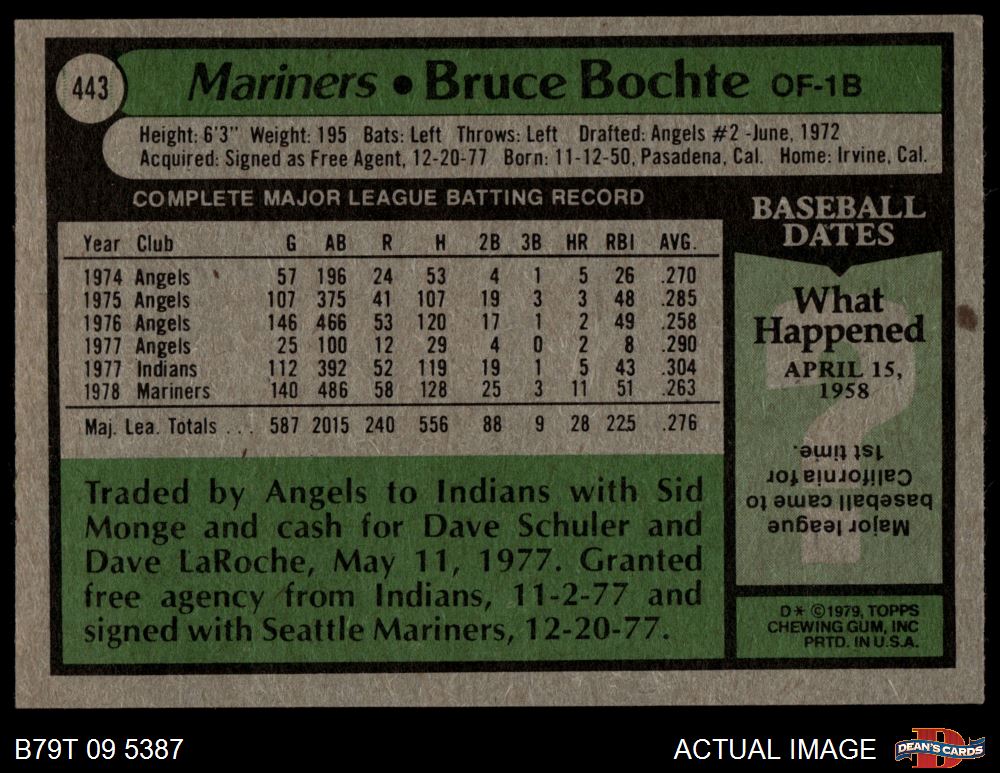 443
Mariners • Bruce Bochte OF-1B
Height: 6'3" Weight: 195 Bats: Left Throws: Left Drafted: Angels #2 -June, 1972
Acquired: Signed as Free Agent, 12-20-77 Born: 11-12-50, Pasadena, Cal. Home: Irvine, Cal.
COMPLETE MAJOR LEAGUE BATTING RECORD
Year Club G AB R H 2B 3B HR RBI AVG.
1974 Angels 57 196 24 53 4 1 5 26 .270
1975 Angels 107 375 41 107 19 3 3 48 .285
1976 Angels 146 466 53 120 17 1 2 49 .258
1977 Angels 25 100 12 29 4 0 2 8 .290
1977 Indians 112 392 52 119 19 1 5 43 .304
1978 Mariners 140 486 58 128 25 3 11 51 .263
Maj. Lea. Totals . . . 587 2015 240 556 88 9 28 225 .276
Traded by Angels to Indians with Sid
Monge and cash for Dave Schuler and
Dave LaRoche, May 11, 1977. Granted
free agency from Indians, 11-2-77 and
signed with Seattle Mariners, 12-20-77.
BASEBALL
DATES
What
Happened
APRIL 15,
1958
?
Major league
baseball came to
California for
1st time.
D* ©1979, TOPPS
CHEWING GUM, INC
PRTD. IN U.S.A.
B79T 09 5387
ACTUAL IMAGE
D
DEAN'S CARDS